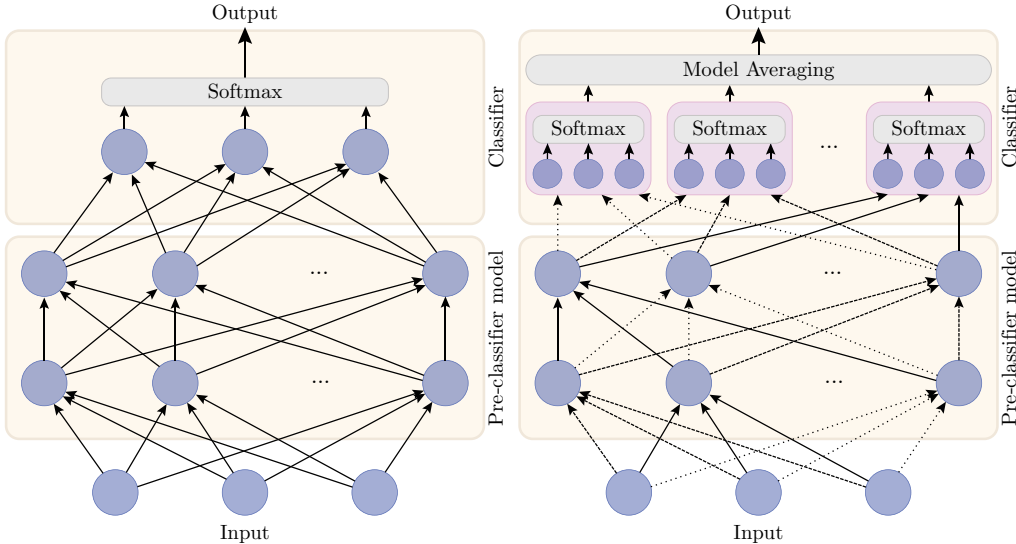 Output
Softmax
Classifier
...
...
Pre-classifier model
Input
Output
Model Averaging
Softmax
Softmax
...
Softmax
Classifier
...
...
Pre-classifier model
Input